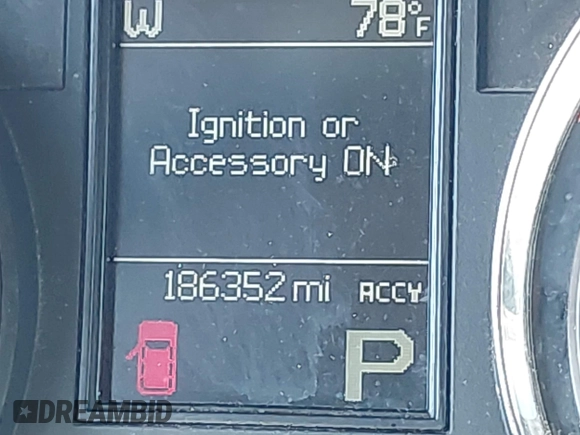 W 78°F
Ignition or
Accessory ON
186352 mi ACCY
P
DREAMBID